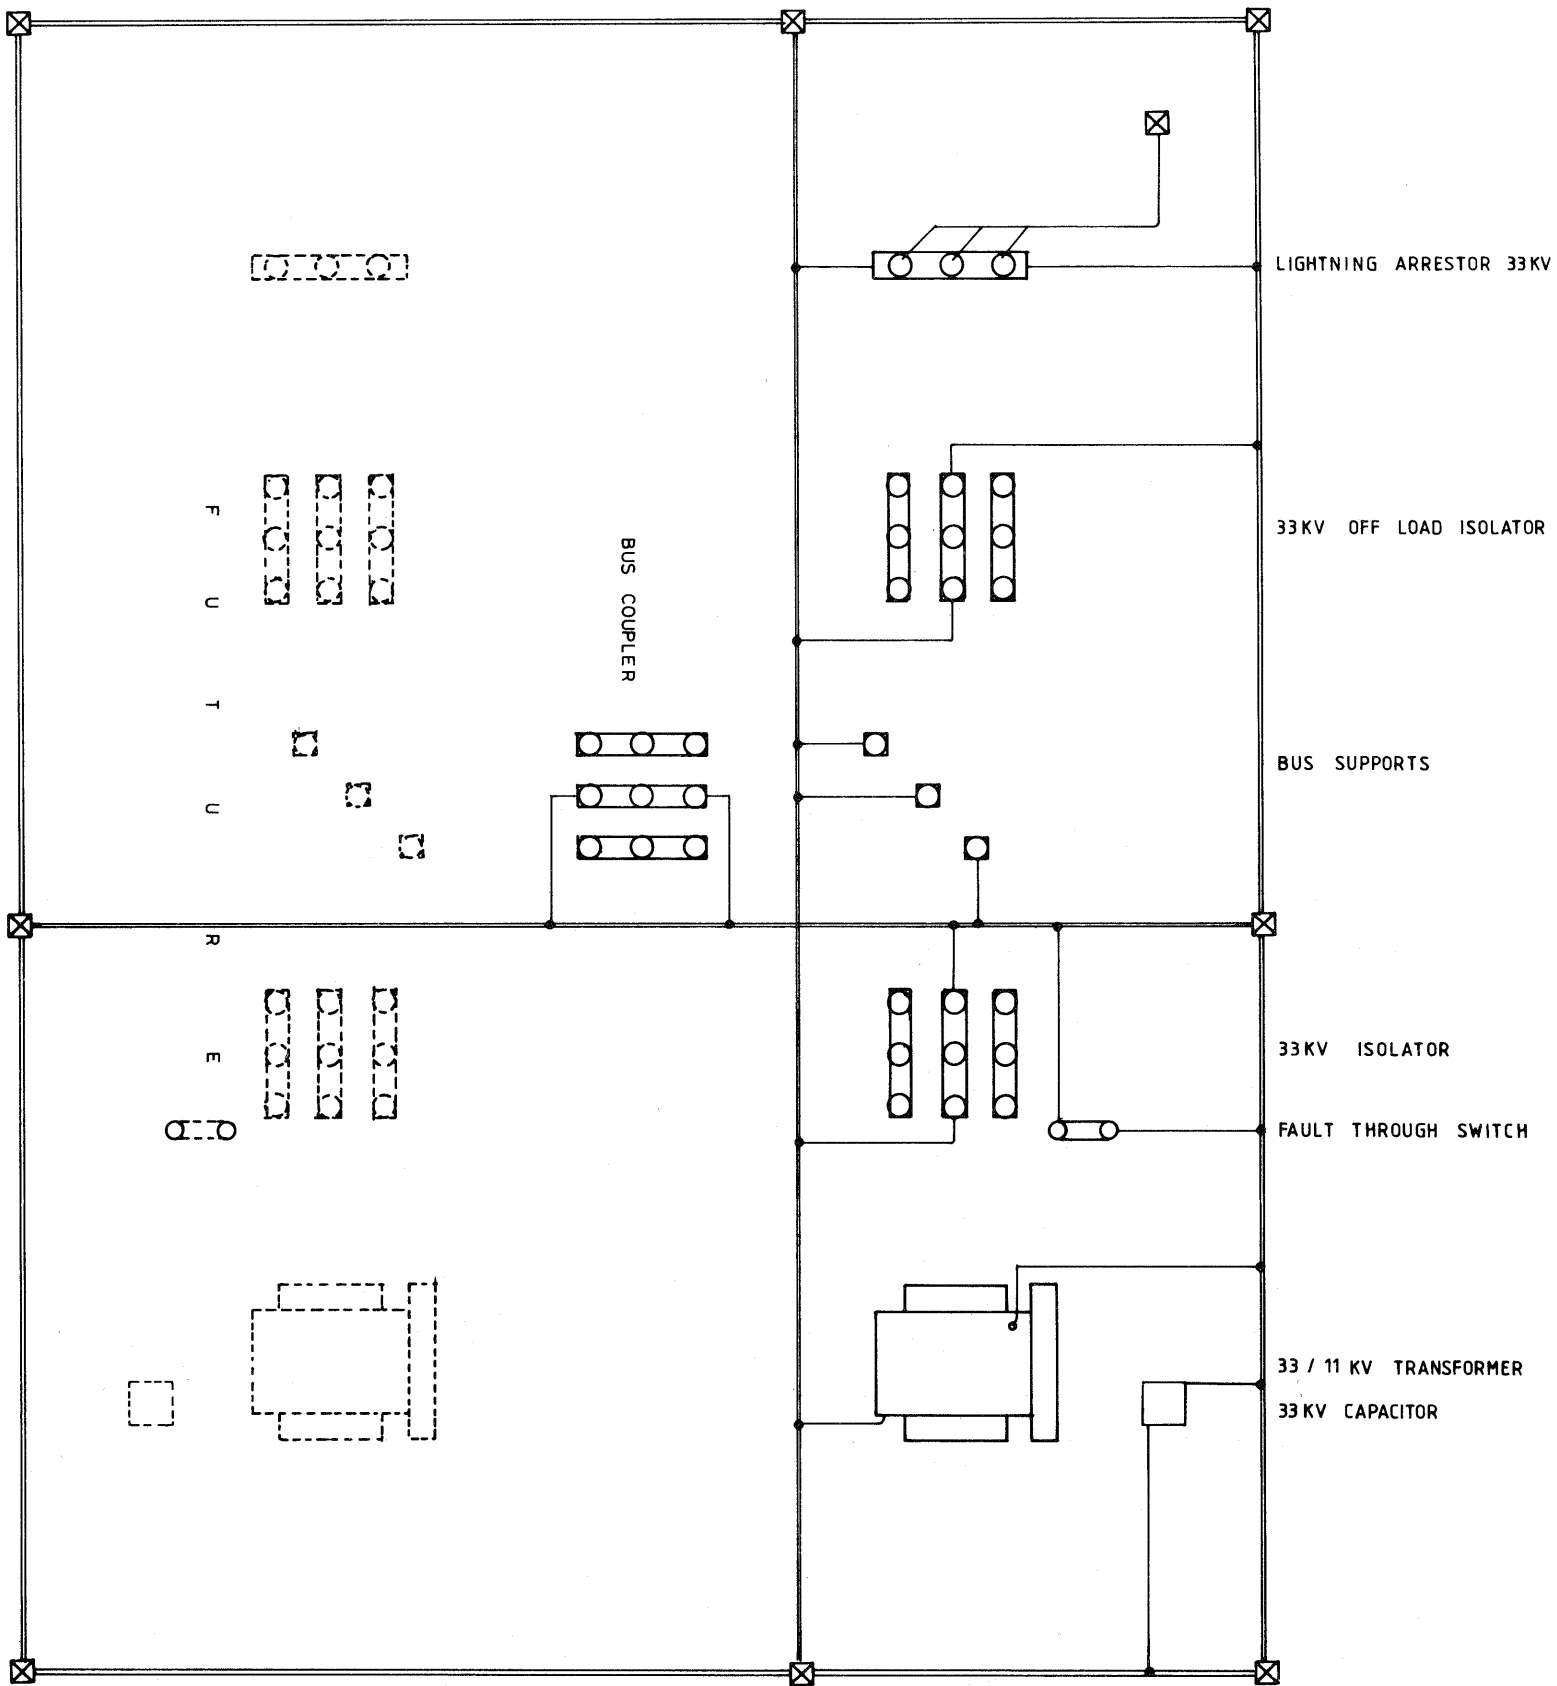 LIGHTNING ARRESTOR 33KV
33KV OFF LOAD ISOLATOR
BUS COUPLER
FUTURE
BUS SUPPORTS
33KV ISOLATOR
FAULT THROUGH SWITCH
33 / 11 KV TRANSFORMER
33KV CAPACITOR